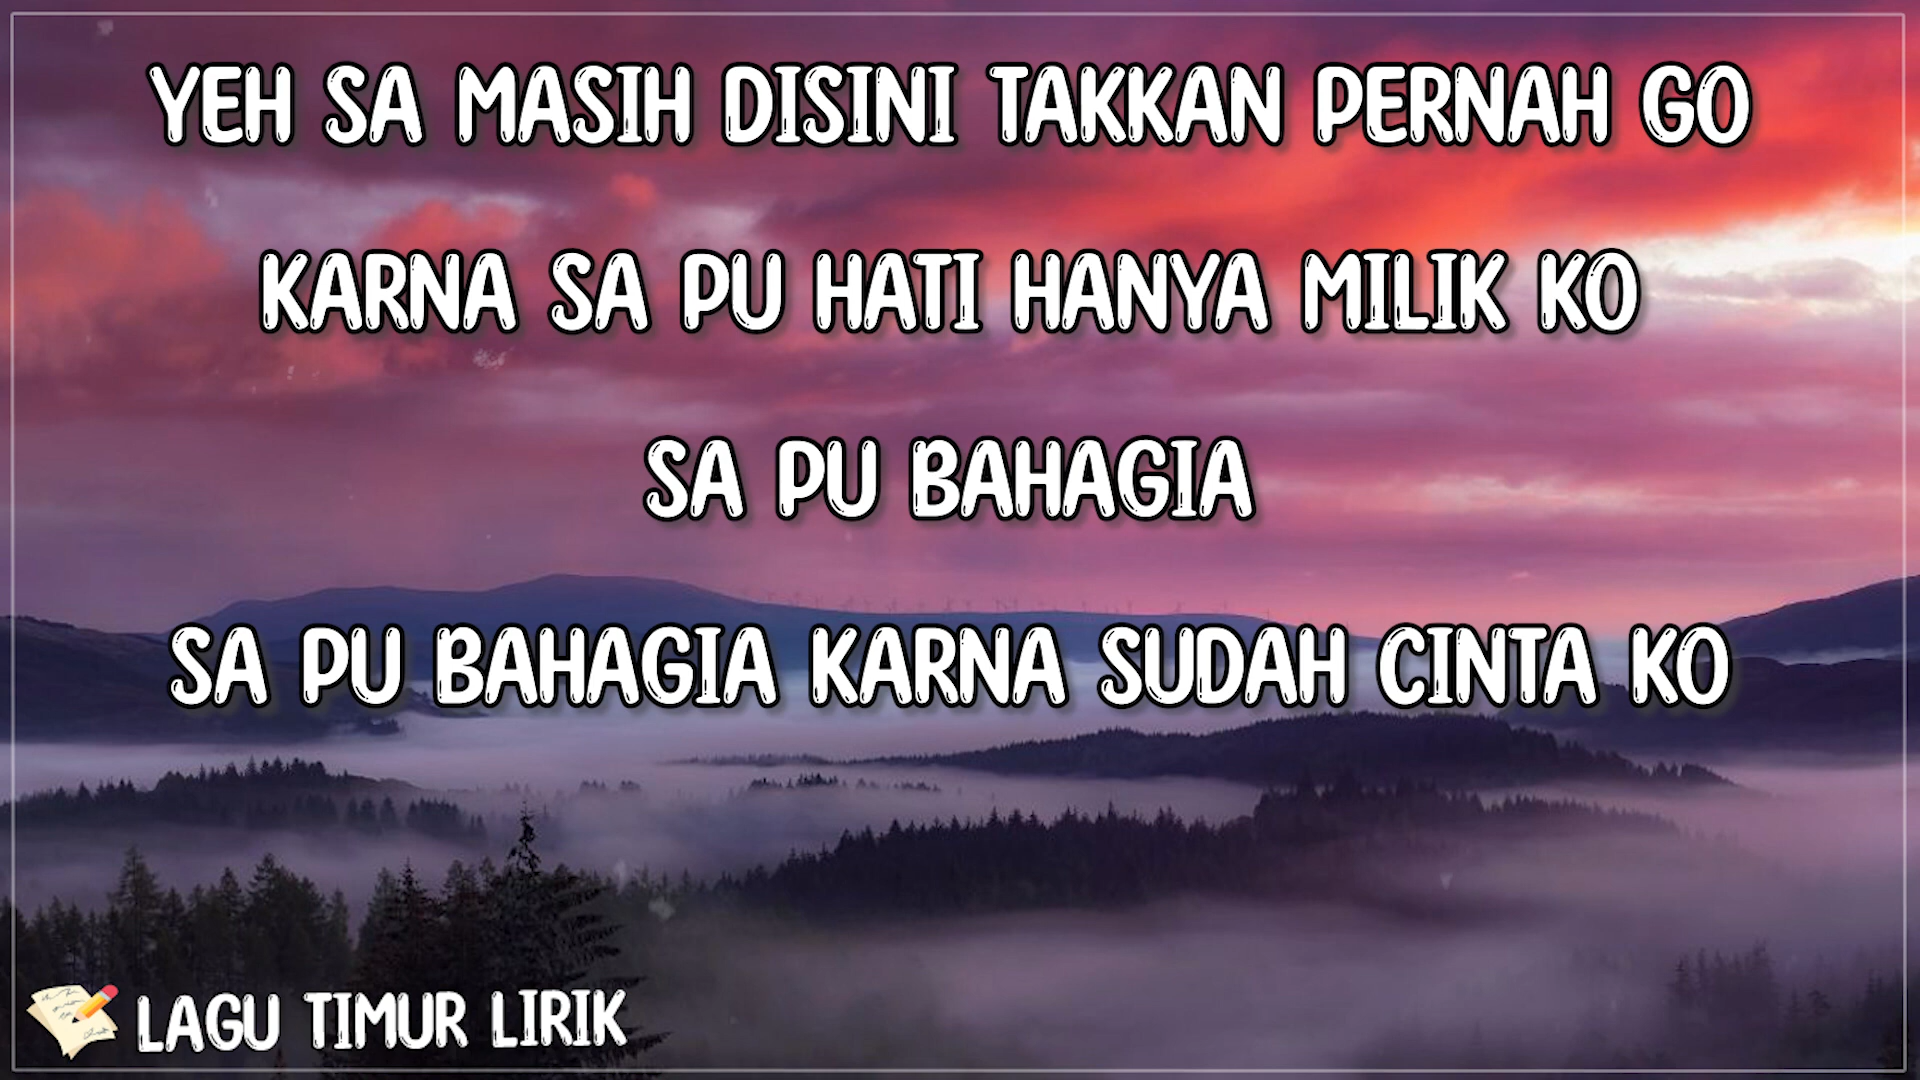 YEH SA MASIH DISINI TAKKAN PERNAH GO
KARNA SA PU HATI HANYA MILIK KO
SA PU BAHAGIA
SA PU BAHAGIA KARNA SUDAH CINTA KO
LAGU TIMUR LIRIK